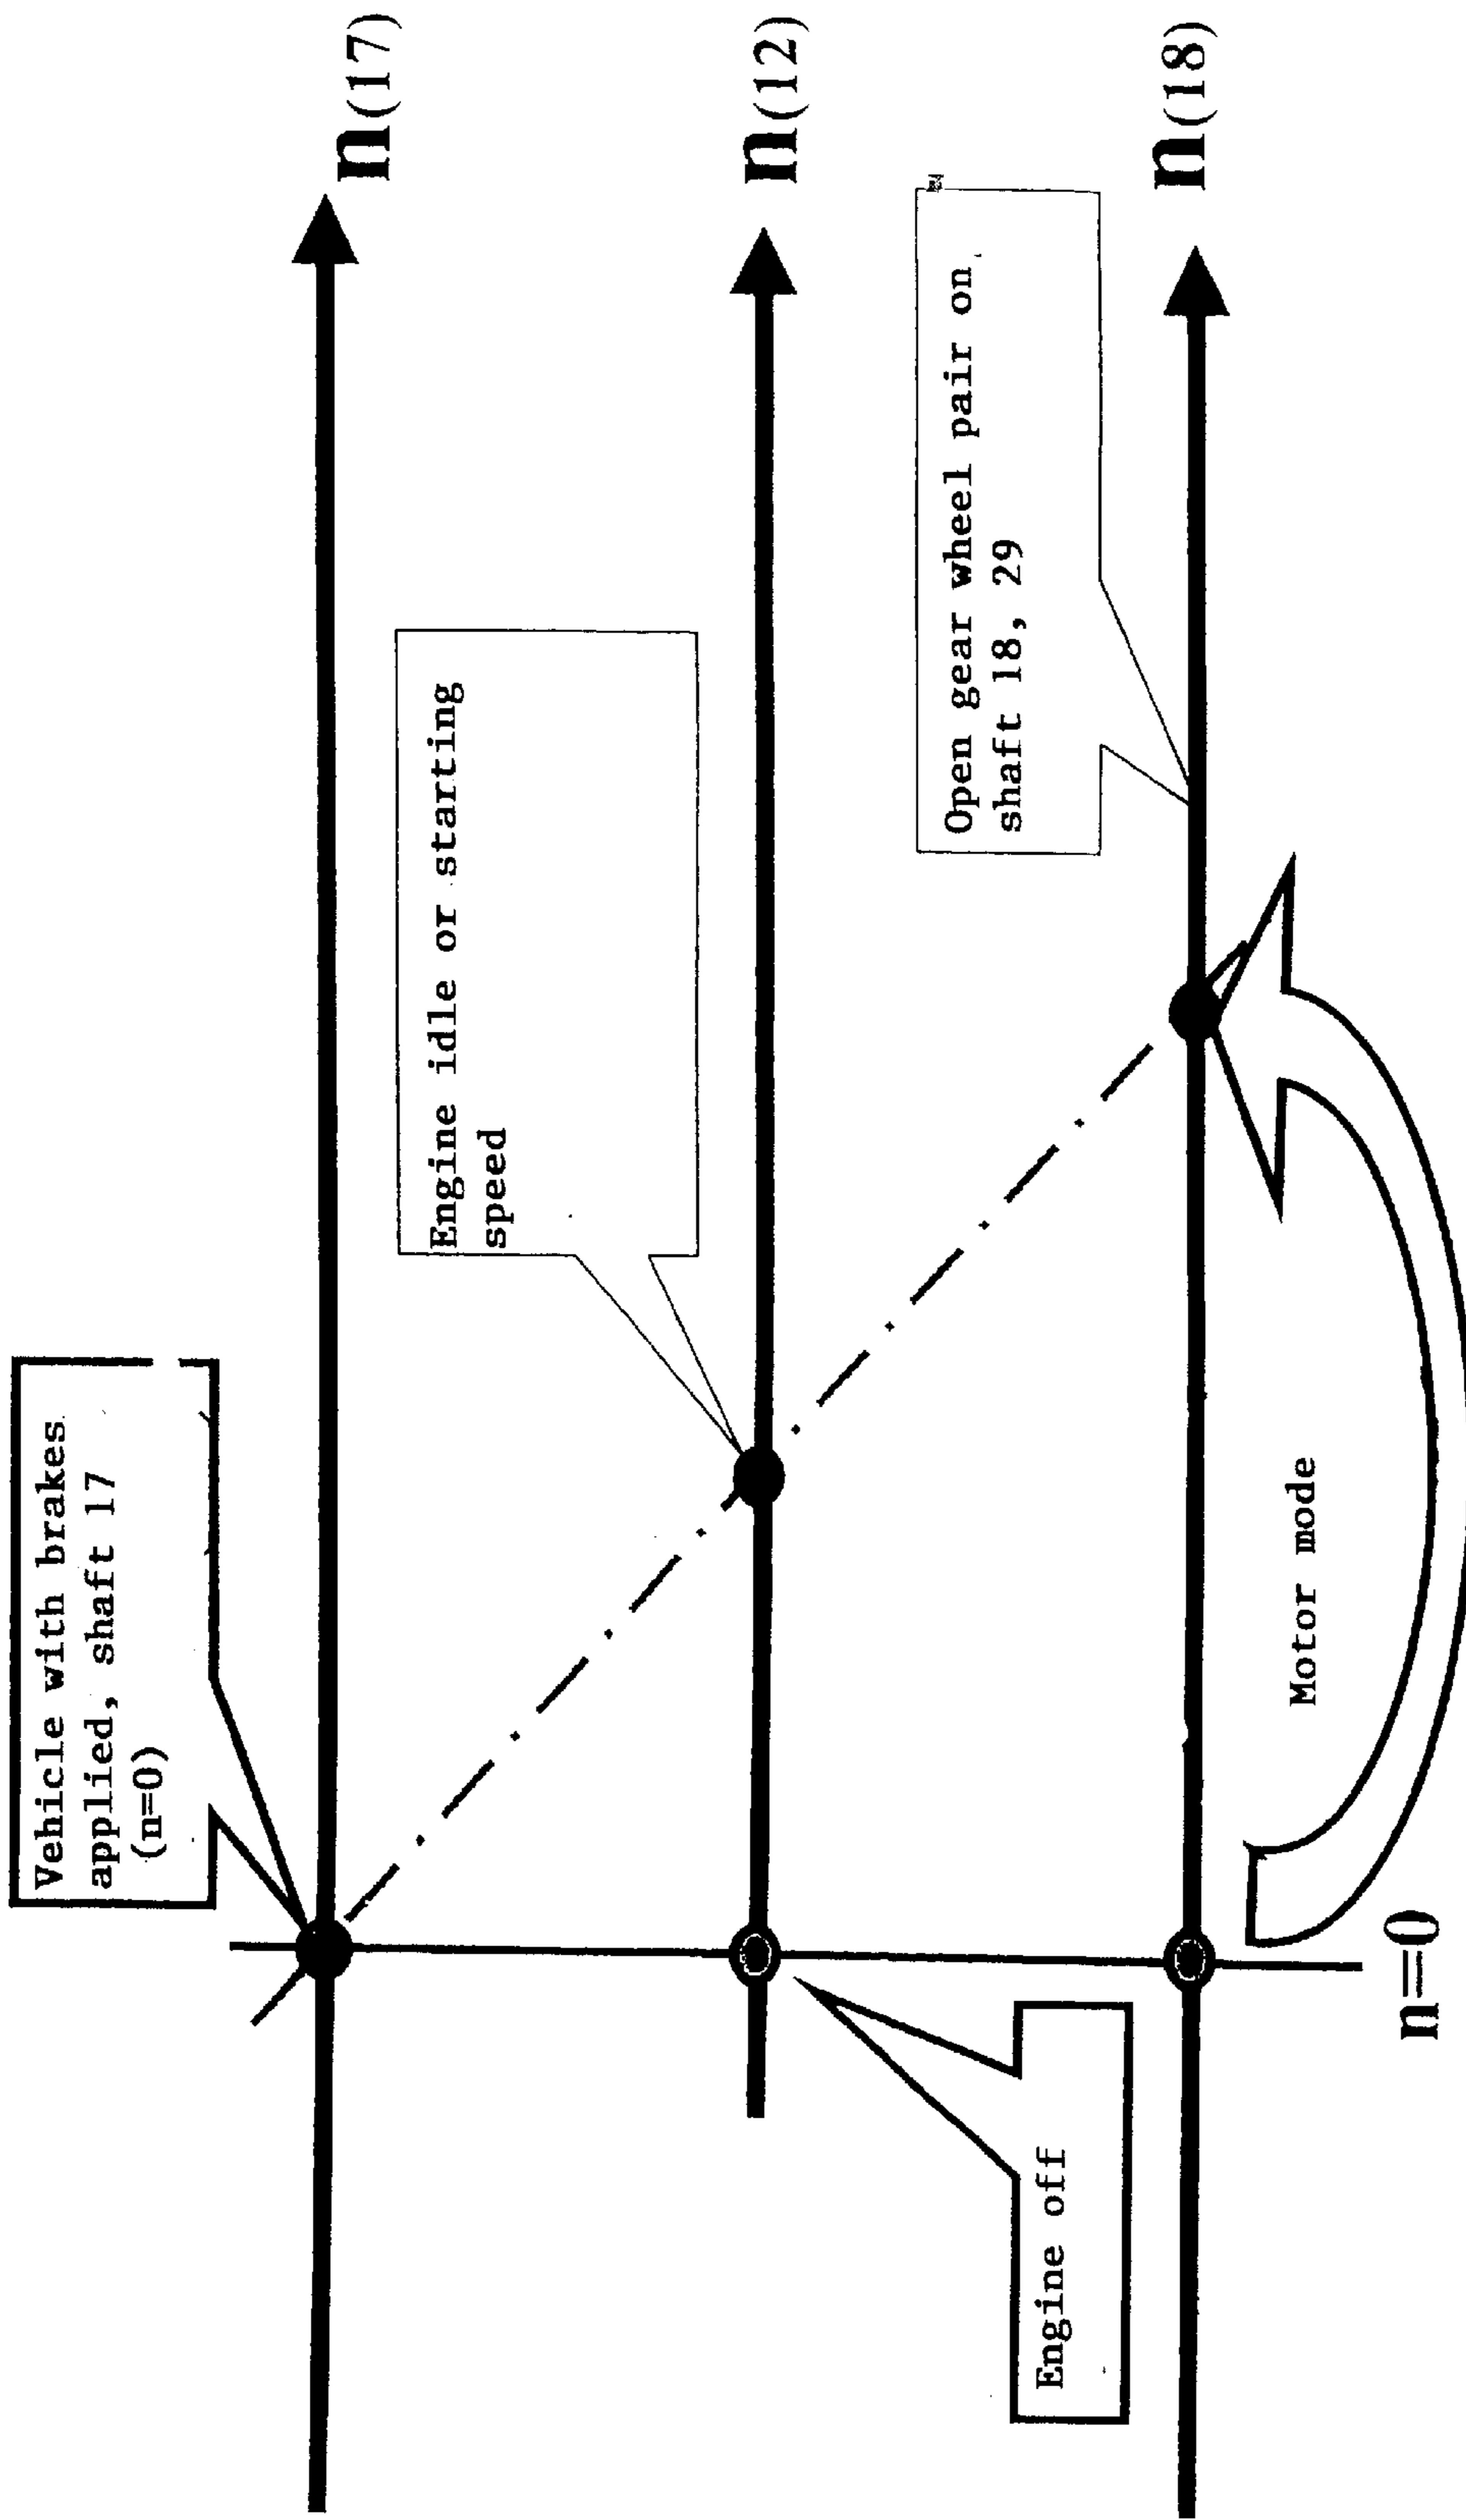 Vehicle with brakes
applied, shaft 17
(n=0)
n(17)
Engine idle or starting
speed
n(12)
Open gear wheel pair on
shaft 18, 29
n(18)
Engine off
Motor mode
n=0